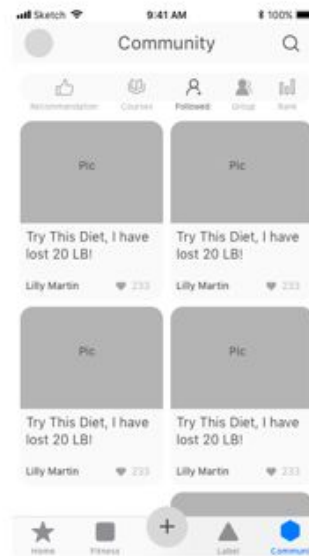 Sketch 9:41 AM 100%
Community
Recommendation Courses Followed Group Rank
Pic Pic
Try This Diet, I have Try This Diet, I have
lost 20 LB! lost 20 LB!
Lilly Martin 233 Lilly Martin 233
Pic Pic
Try This Diet, I have Try This Diet, I have
lost 20 LB! lost 20 LB!
Lilly Martin 233 Lilly Martin 233
Home Fitness + Label Communi